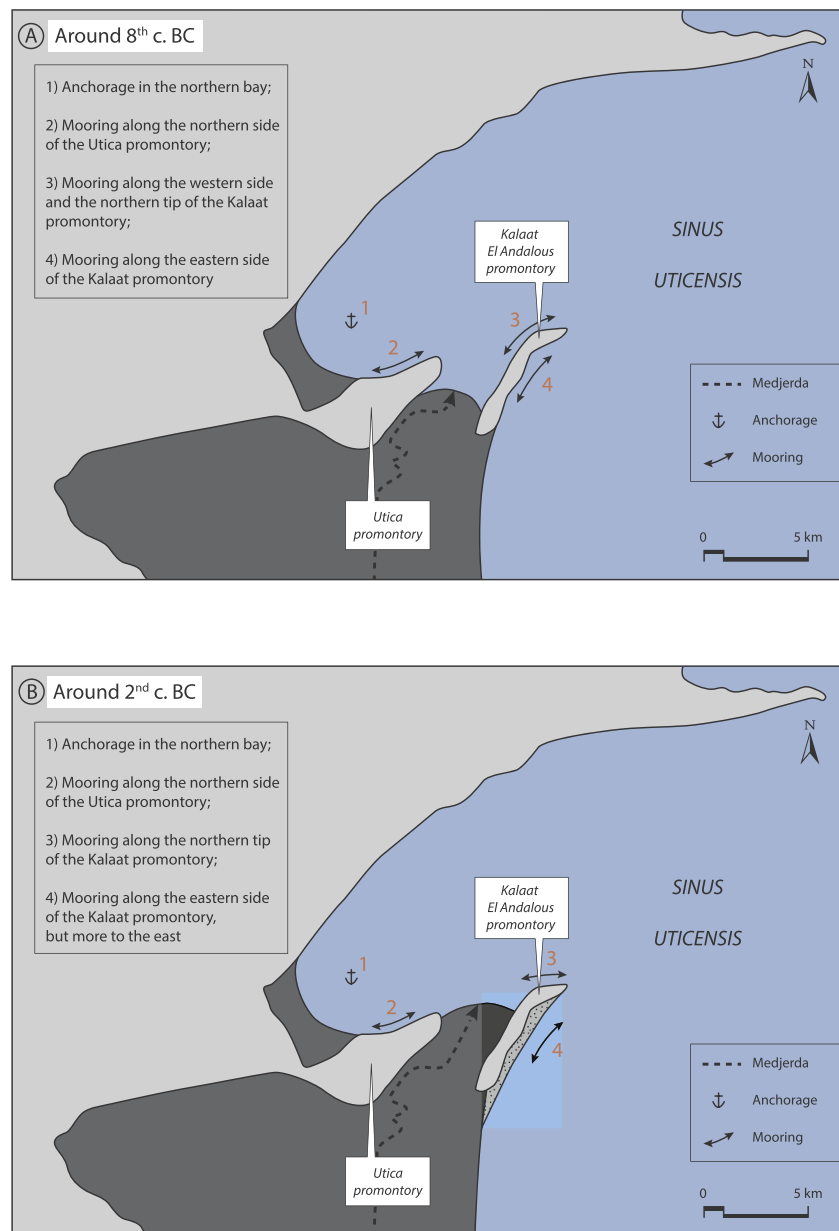 A Around 8th c. BC
1) Anchorage in the northern bay;
2) Mooring along the northern side
of the Utica promontory;
3) Mooring along the western side
and the northern tip of the Kalaat
promontory;
4) Mooring along the eastern side
of the Kalaat promontory
N
Kalaat
El Andalous
promontory
SINUS
UTICENSIS
1
2
3
4
Utica
promontory
Medjerda
Anchorage
Mooring
0 5 km
B Around 2nd c. BC
1) Anchorage in the northern bay;
2) Mooring along the northern side
of the Utica promontory;
3) Mooring along the northern tip
of the Kalaat promontory;
4) Mooring along the eastern side
of the Kalaat promontory,
but more to the east
N
Kalaat
El Andalous
promontory
SINUS
UTICENSIS
1
2
3
4
Utica
promontory
Medjerda
Anchorage
Mooring
0 5 km